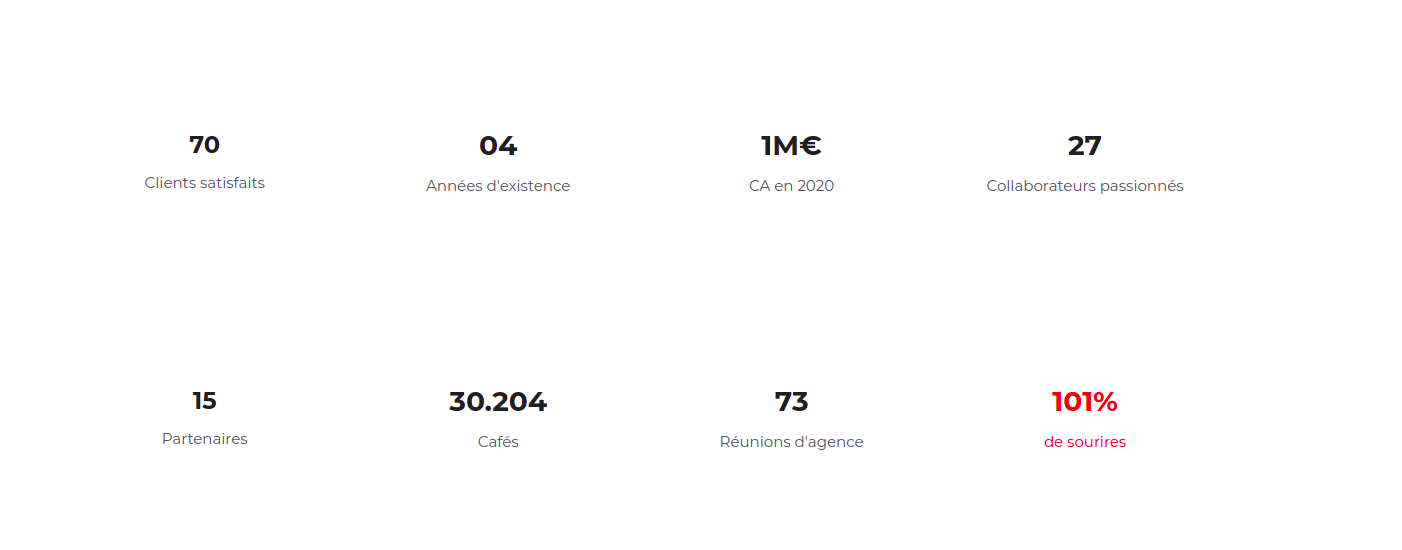 70
04
1M€
27
Clients satisfaits
Années d'existence
CA en 2020
Collaborateurs passionnés
15
30.204
73
101%
Partenaires
Cafés
Réunions d'agence
de sourires